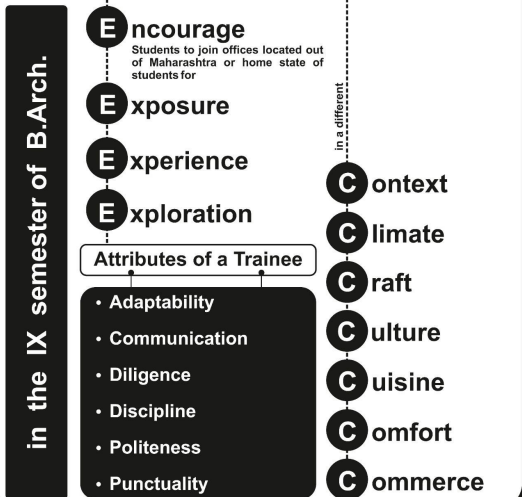 in the IX semester of B.Arch.
Encourage
Students to join offices located out
of Maharashtra or home state of
students for
Exposure
Experience
Exploration
in a different
Context
Climate
Craft
Culture
Cuisine
Comfort
Commerce
Attributes of a Trainee
• Adaptability
• Communication
• Diligence
• Discipline
• Politeness
• Punctuality